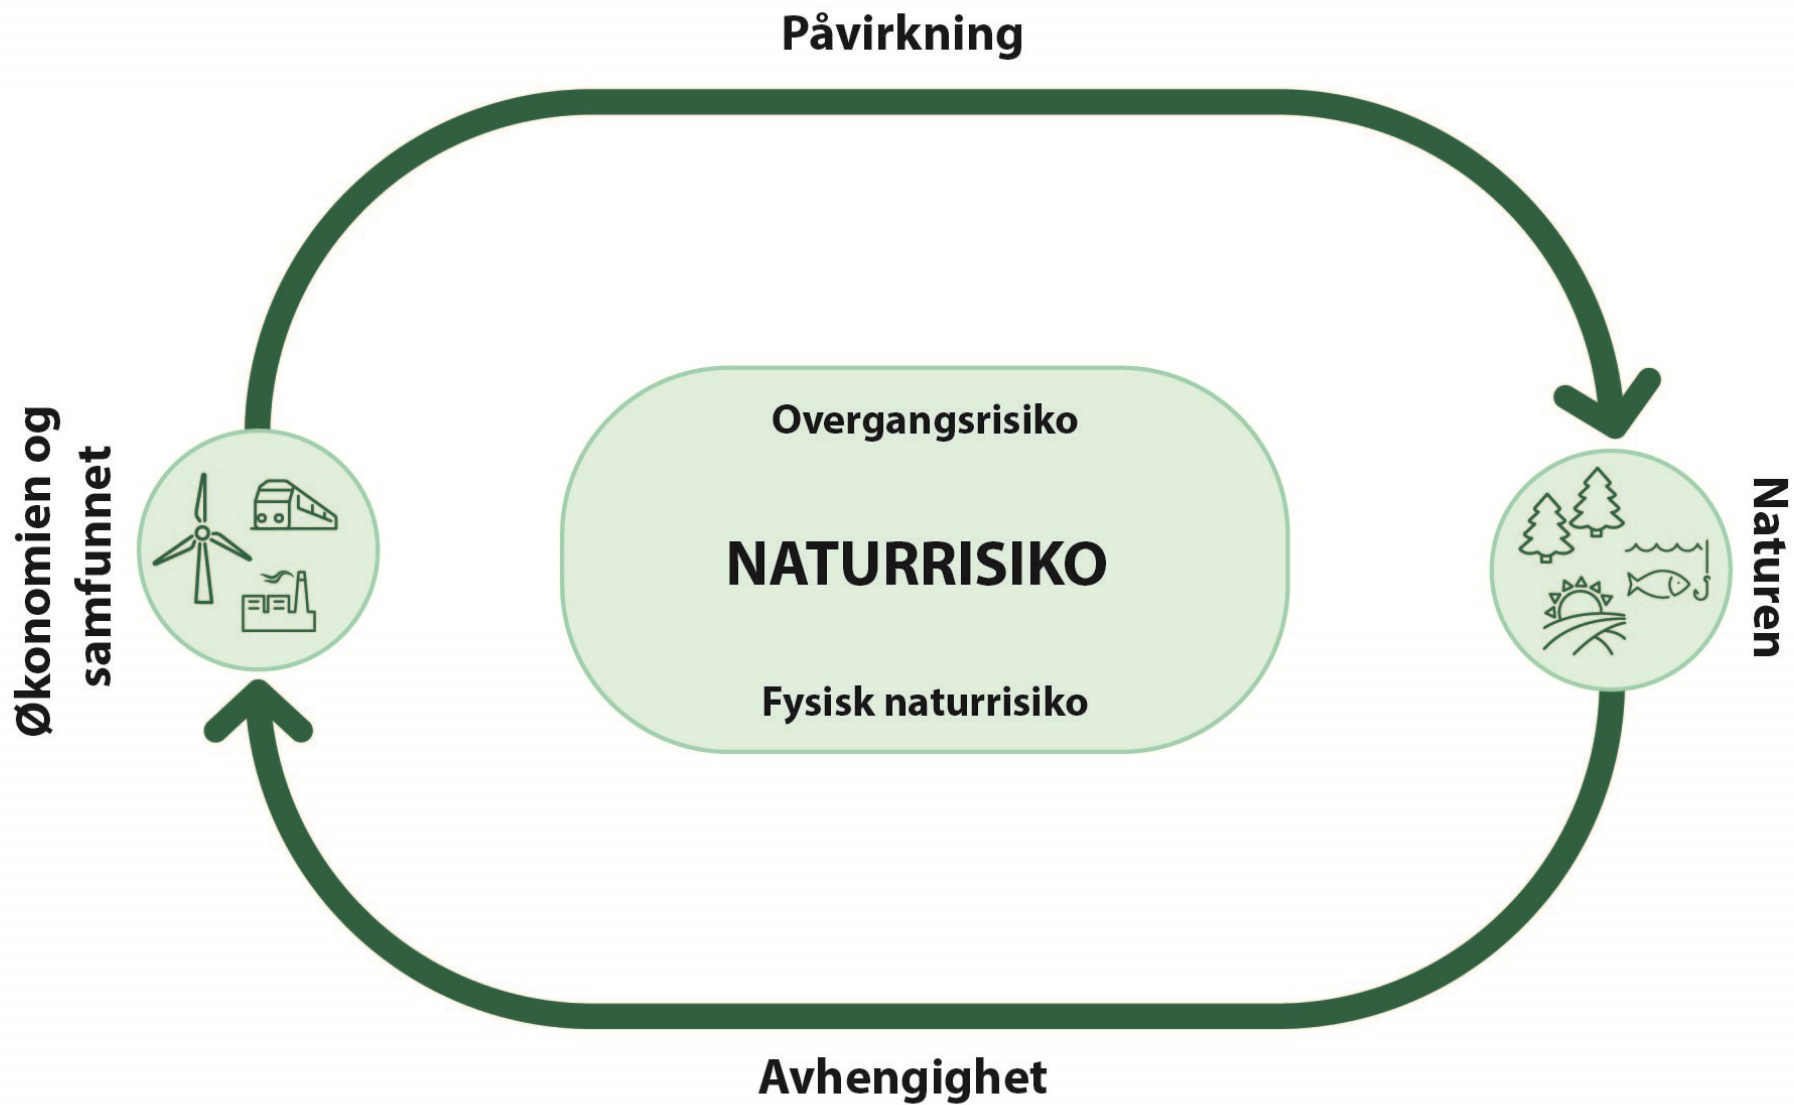 Påvirkning
Økonomien og
samfunnet
Overgangsrisiko
NATURRISIKO
Fysisk naturrisiko
Naturen
Avhengighet